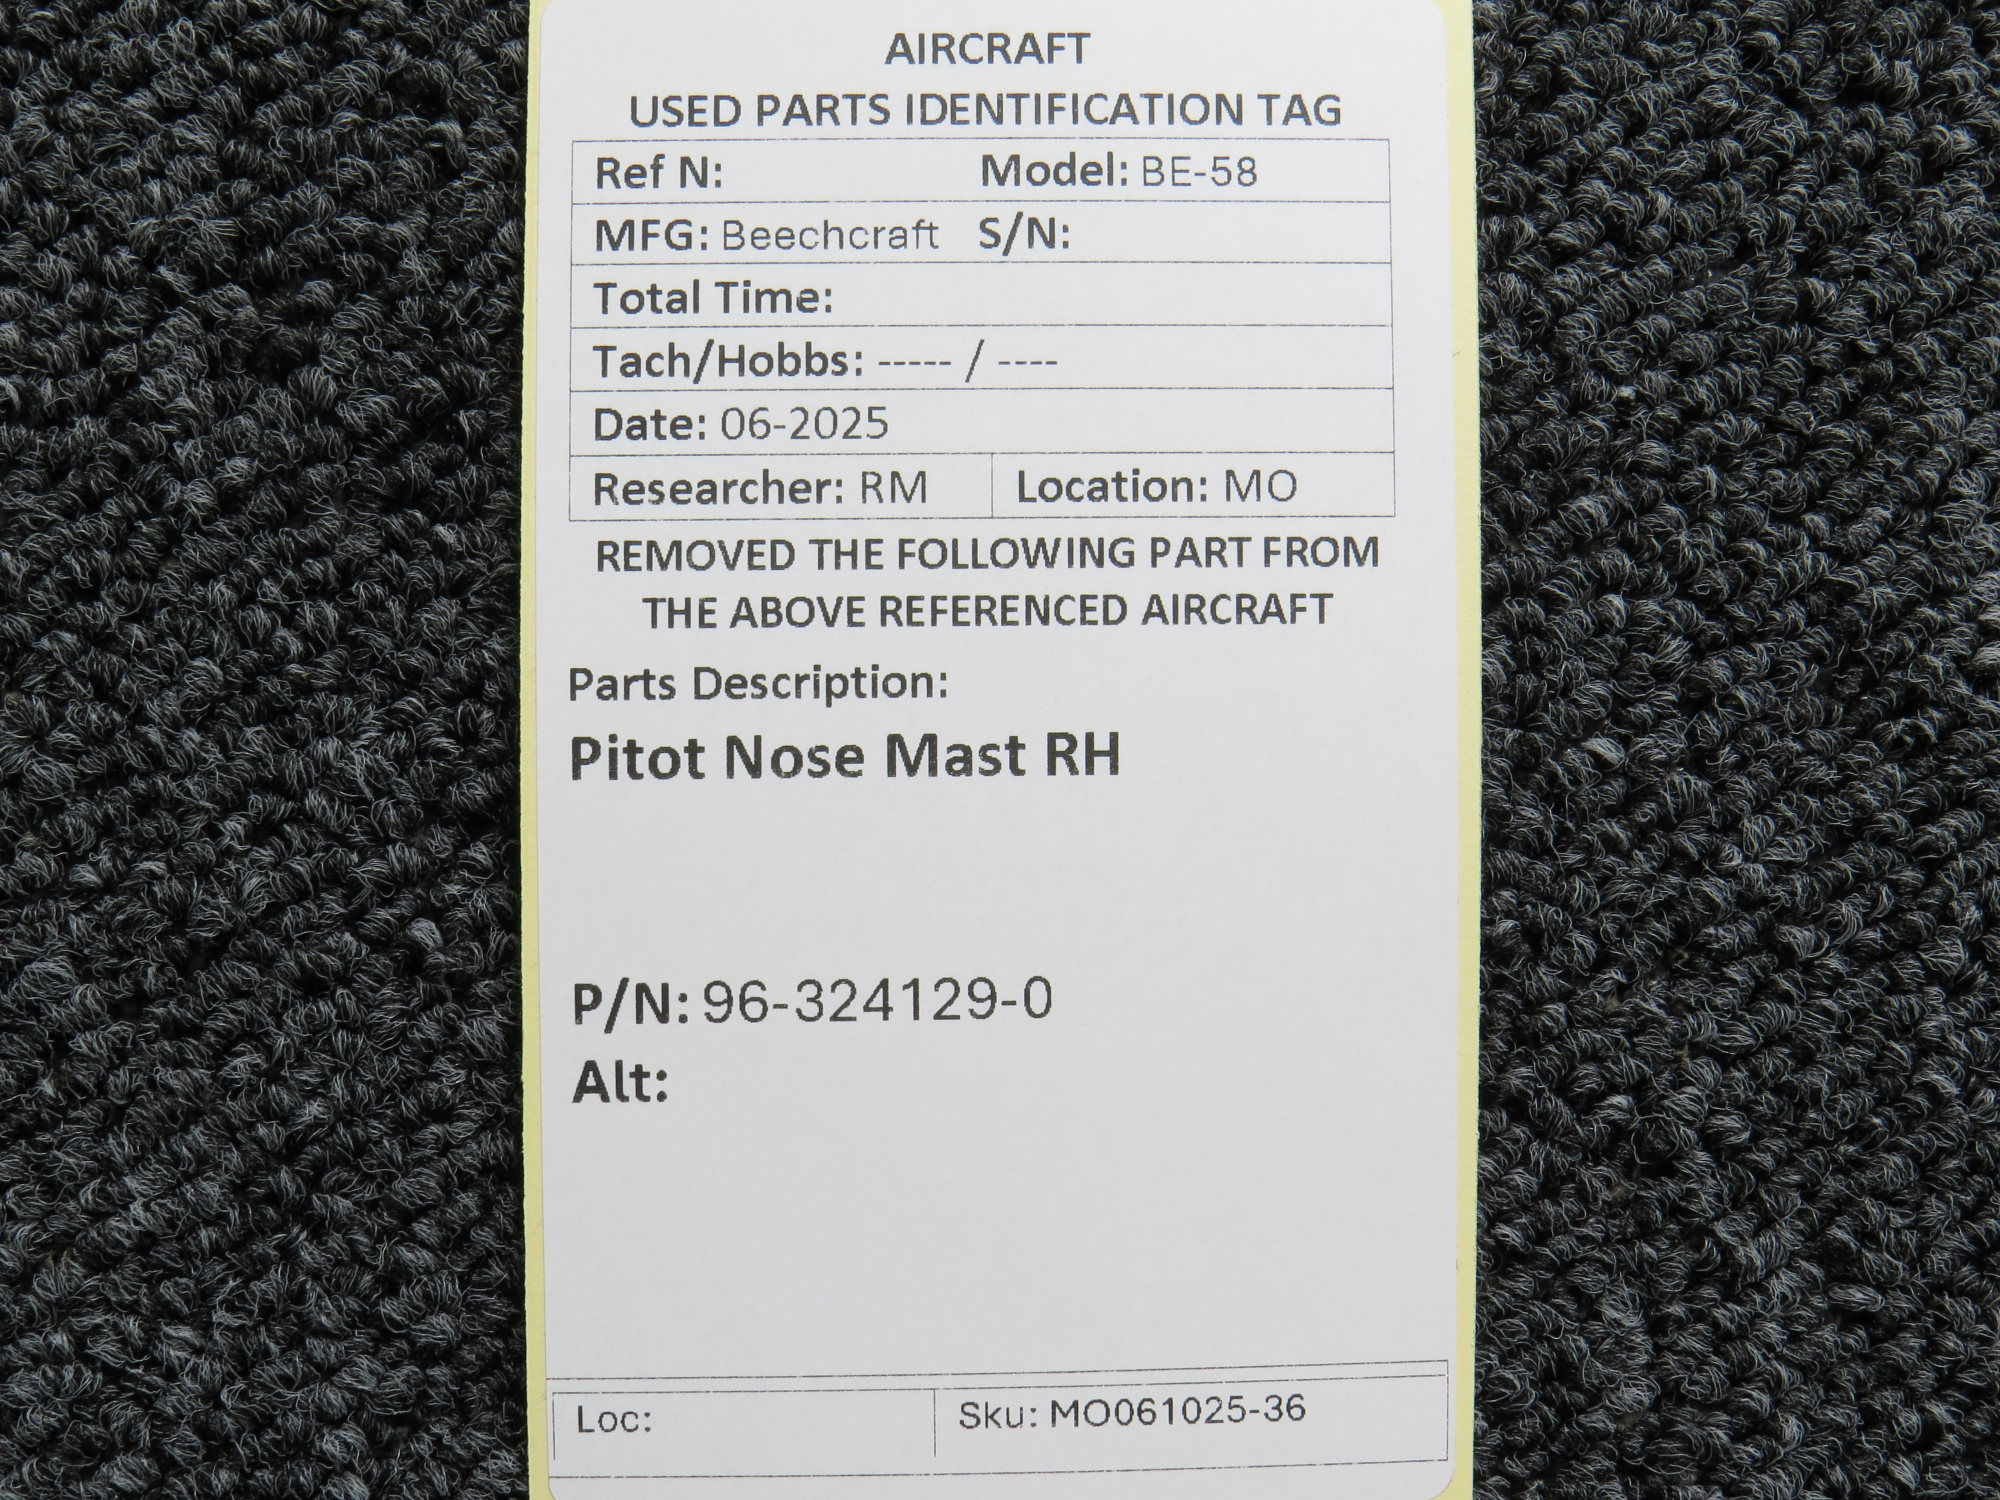 AIRCRAFT
USED PARTS IDENTIFICATION TAG
Ref N: Model: BE-58
MFG: Beechcraft S/N:
Total Time:
Tach/Hobbs: ----- / ----
Date: 06-2025
Researcher: RM Location: MO
REMOVED THE FOLLOWING PART FROM
THE ABOVE REFERENCED AIRCRAFT
Parts Description:
Pitot Nose Mast RH
P/N: 96-324129-0
Alt:
Loc: Sku: MO061025-36